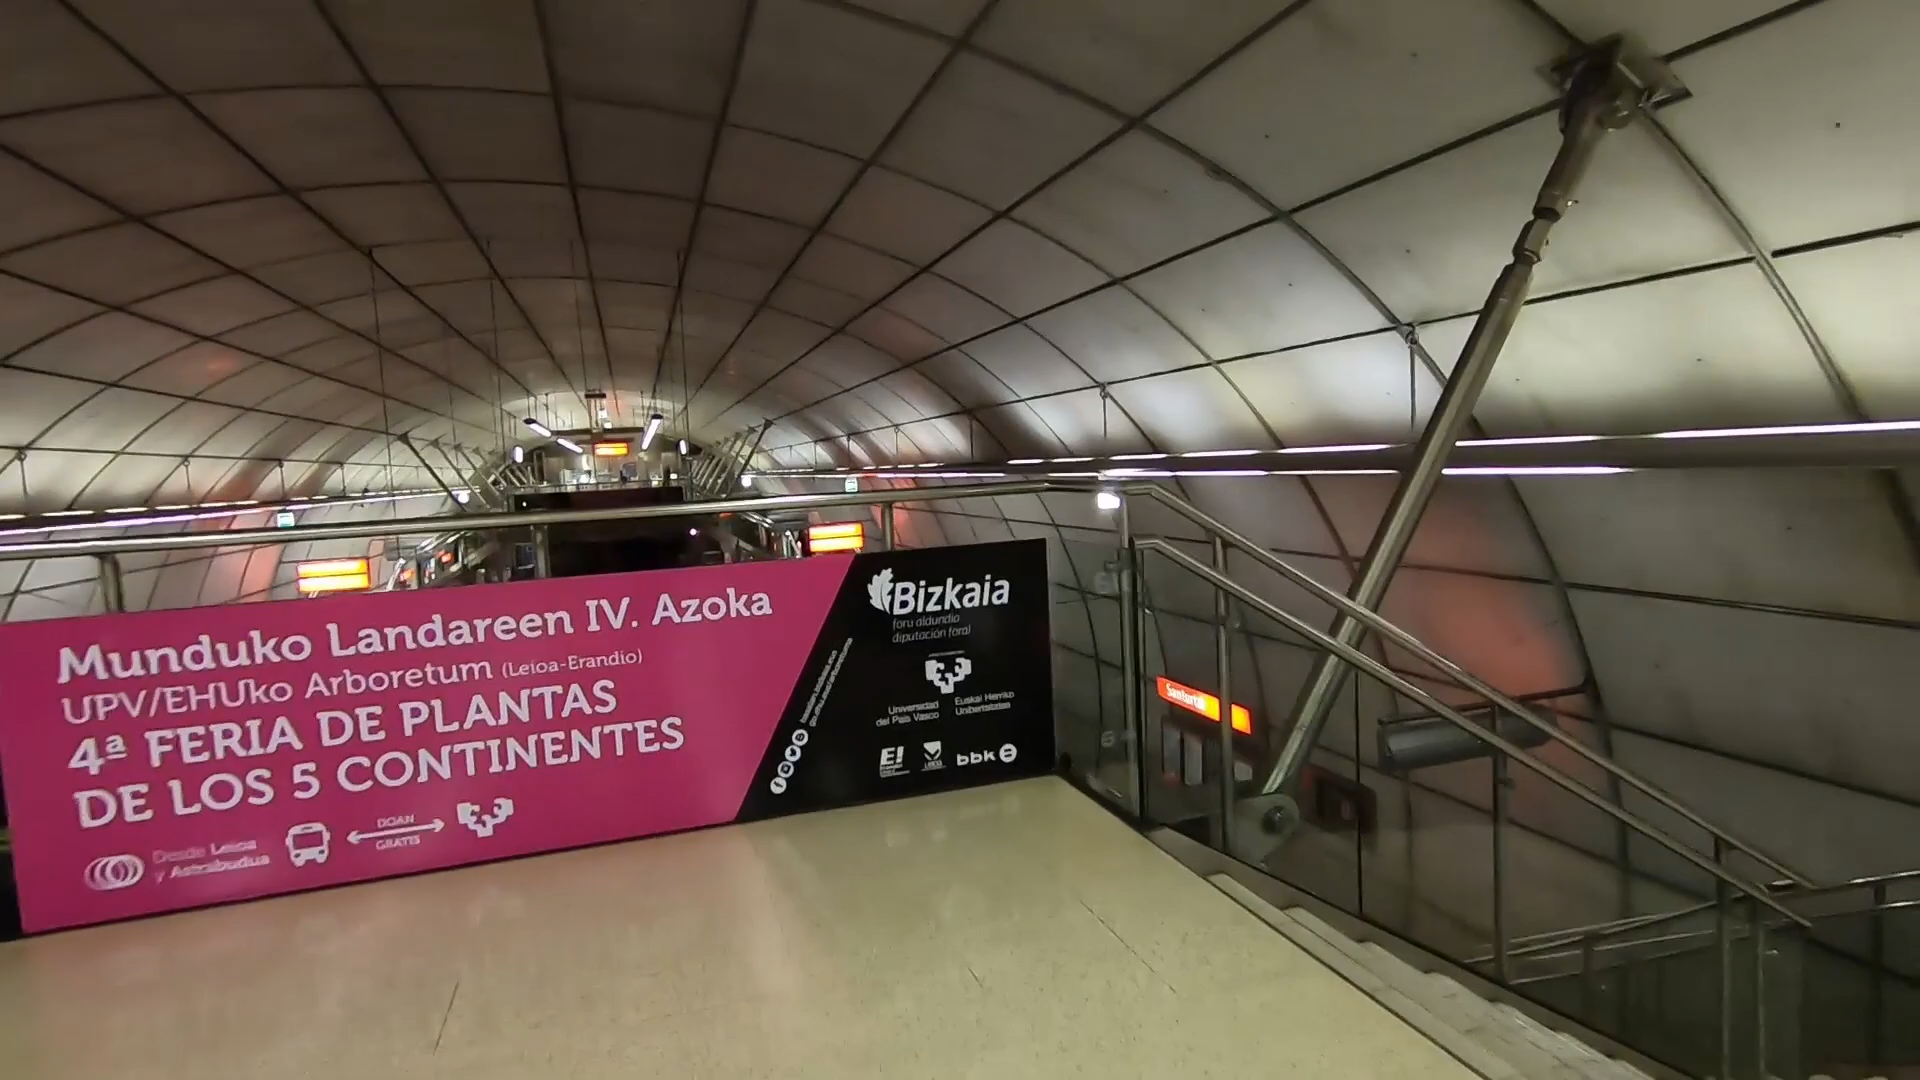 Munduko Landareen IV. Azoka
UPV/EHUko Arboretum (Leioa-Erandio)
4ª FERIA DE PLANTAS
DE LOS 5 CONTINENTES
Desde Leioa
y Astrabudua
DOAN
GRATIS
Bizkaia
foru aldundia
diputación foral
Universidad
del País Vasco
Euskal Herriko
Unibertsitatea
E!
bbk
Santurtzi